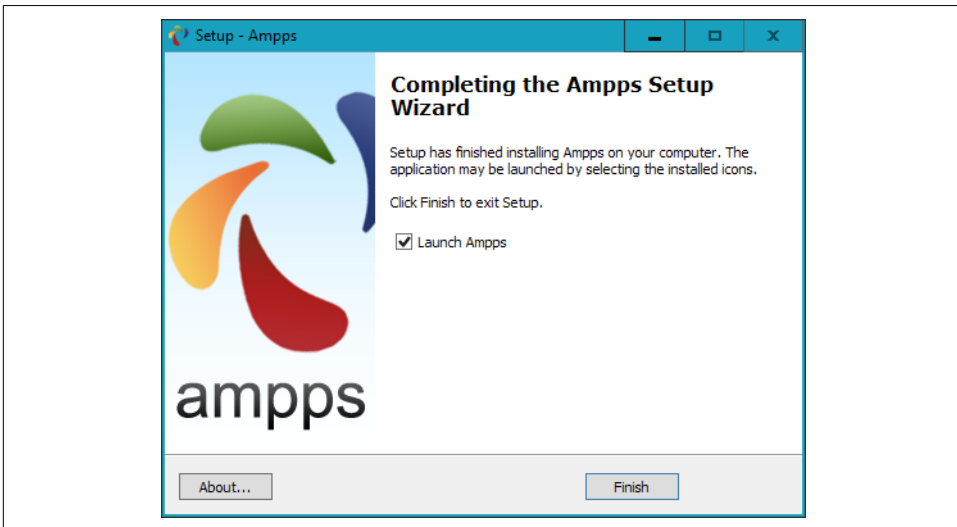 Setup - Ampps
Completing the Ampps Setup
Wizard
Setup has finished installing Ampps on your computer. The
application may be launched by selecting the installed icons.
Click Finish to exit Setup.
Launch Ampps
ampps
About...
Finish